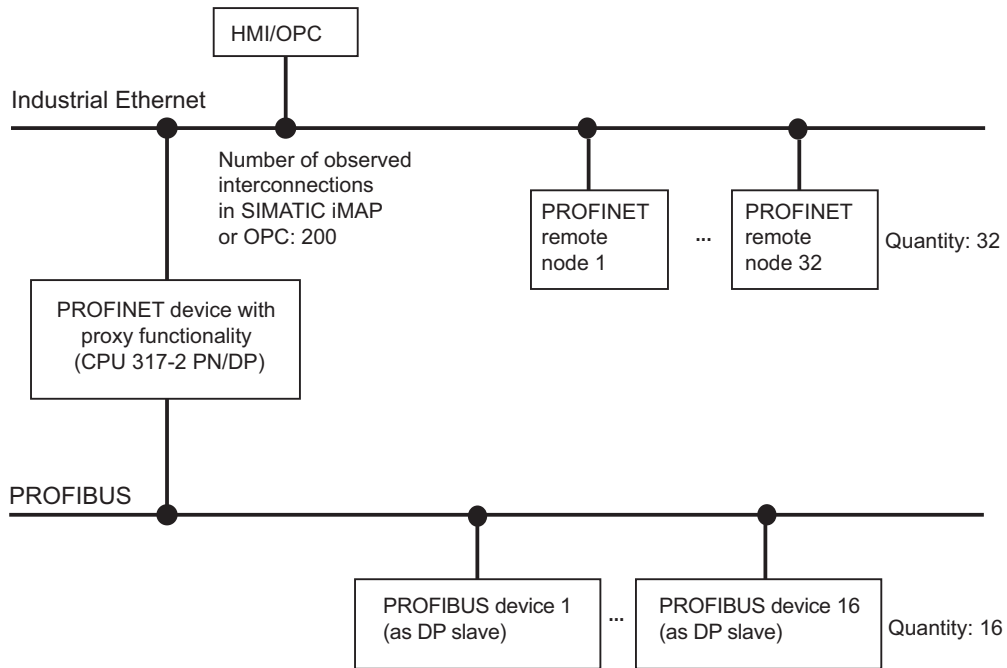 HMI/OPC
Industrial Ethernet
Number of observed
interconnections
in SIMATIC iMAP
or OPC: 200
PROFINET
remote
node 1
...
PROFINET
remote
node 32
Quantity: 32
PROFINET device with
proxy functionality
(CPU 317-2 PN/DP)
PROFIBUS
PROFIBUS device 1
(as DP slave)
...
PROFIBUS device 16
(as DP slave)
Quantity: 16